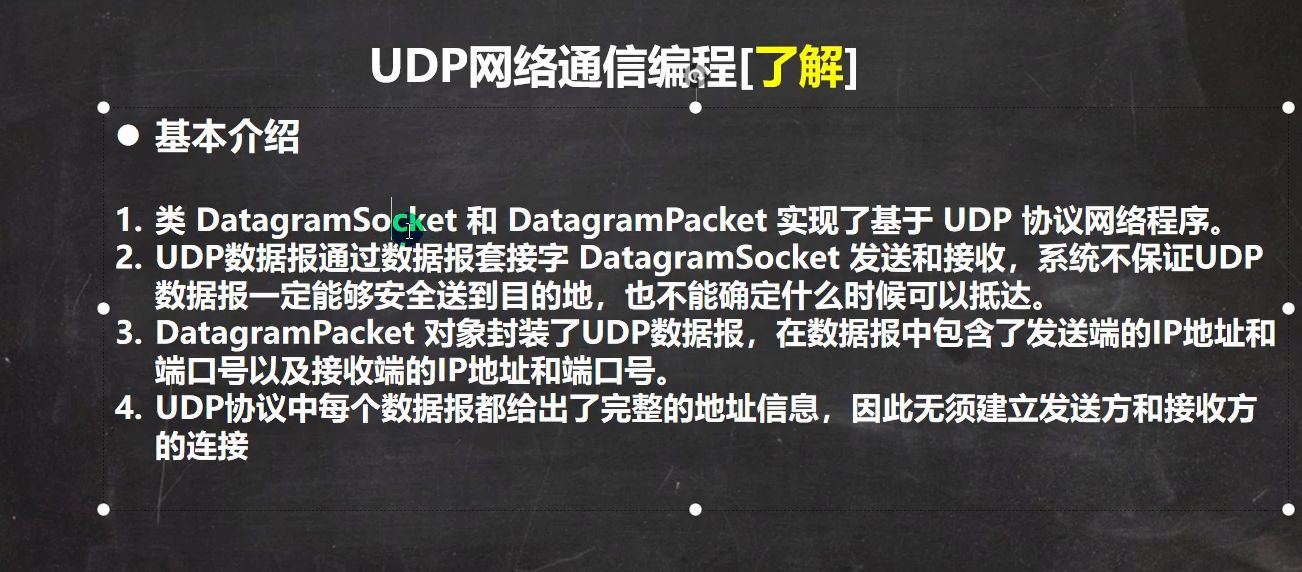 UDP网络通信编程[了解]
● 基本介绍
1. 类 DatagramSocket 和 DatagramPacket 实现了基于 UDP 协议网络程序。
2. UDP数据报通过数据报套接字 DatagramSocket 发送和接收，系统不保证UDP
数据报一定能够安全送到目的地，也不能确定什么时候可以抵达。
3. DatagramPacket 对象封装了UDP数据报，在数据报中包含了发送端的IP地址和
端口号以及接收端的IP地址和端口号。
4. UDP协议中每个数据报都给出了完整的地址信息，因此无须建立发送方和接收方
的连接